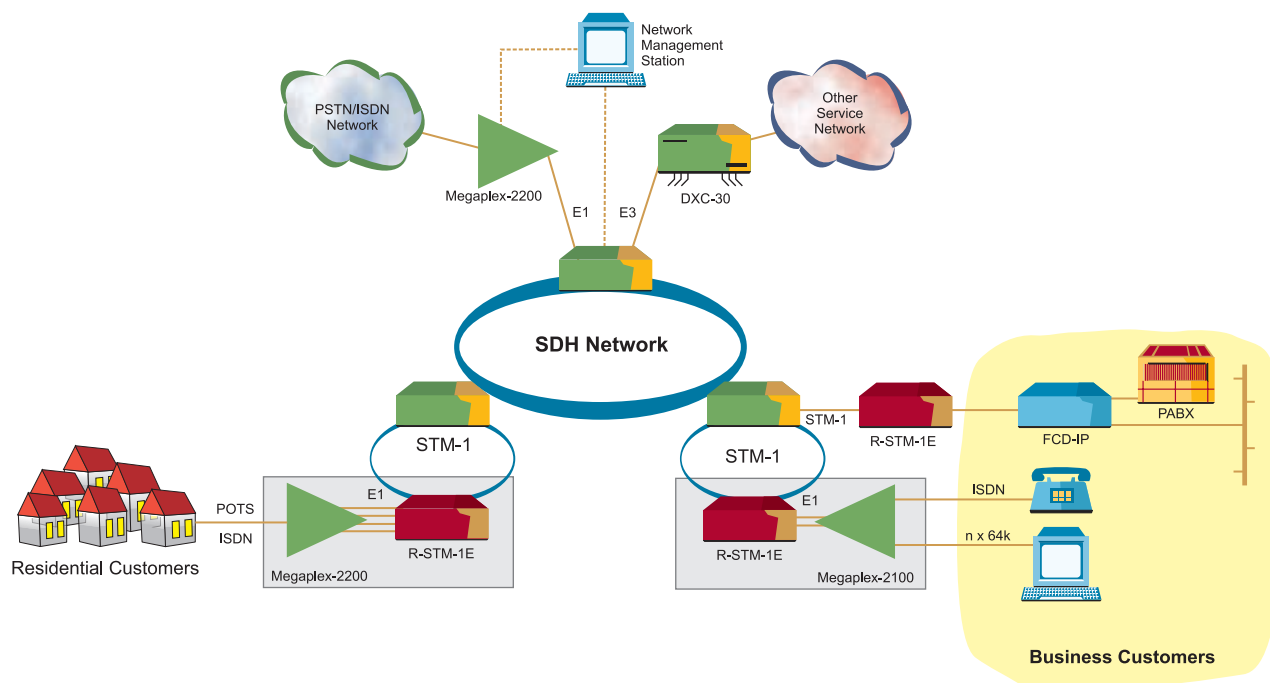 Network
Management
Station
PSTN/ISDN
Network
Other
Service
Network
Megaplex-2200
DXC-30
E1
E3
SDH Network
STM-1
STM-1
STM-1
R-STM-1E
FCD-IP
PABX
POTS
ISDN
E1
R-STM-1E
Megaplex-2200
Residential Customers
E1
R-STM-1E
Megaplex-2100
ISDN
n x 64k
Business Customers